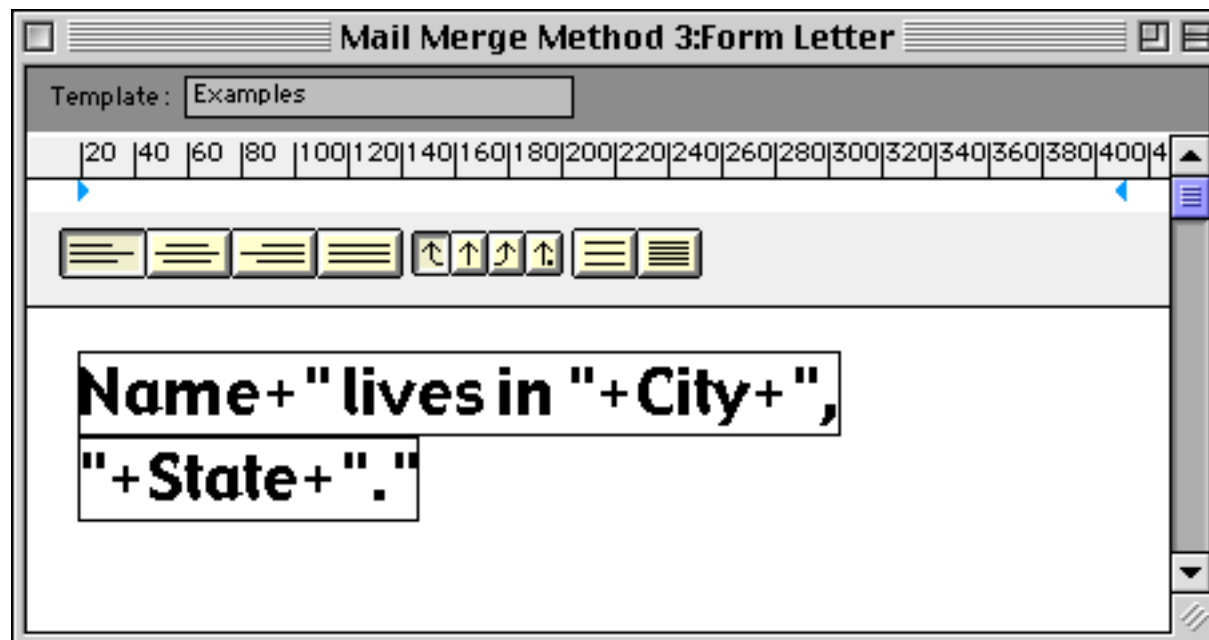 Mail Merge Method 3:Form Letter
Template: Examples
|20 |40 |60 |80 |100|120|140|160|180|200|220|240|260|280|300|320|340|360|380|400|4
Name+" lives in "+City+",
"+State+"."